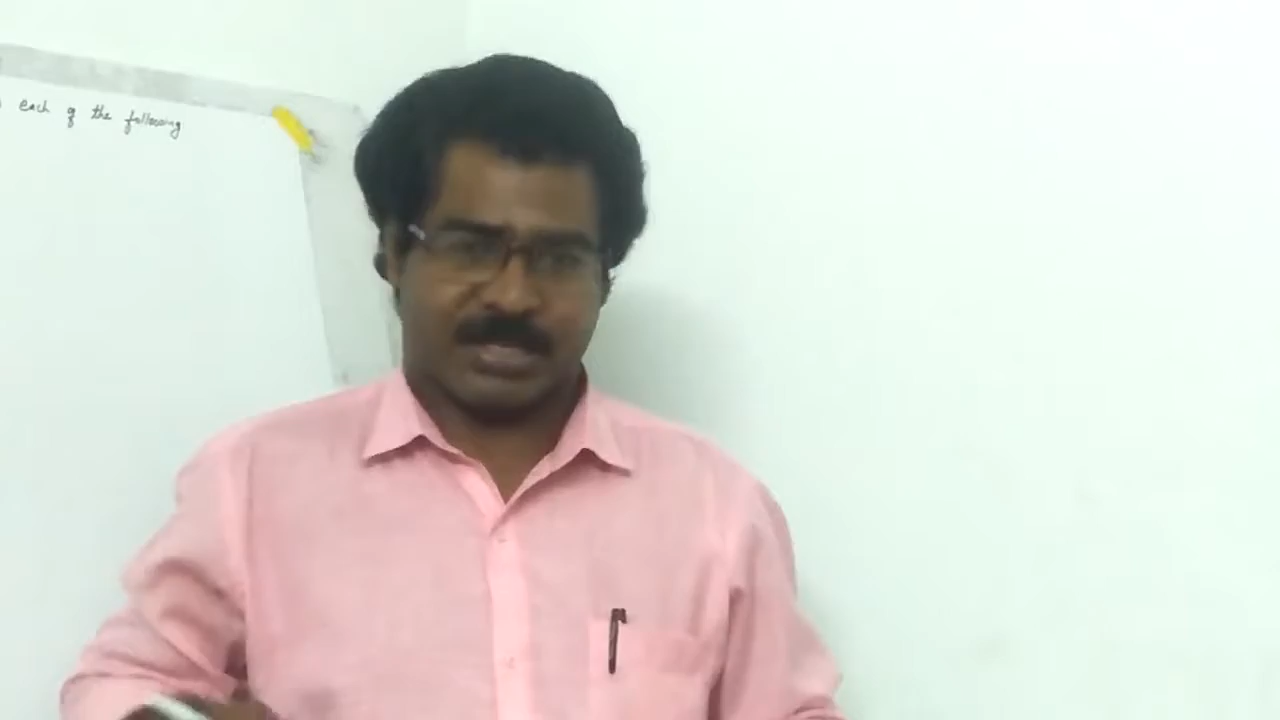 each of the following